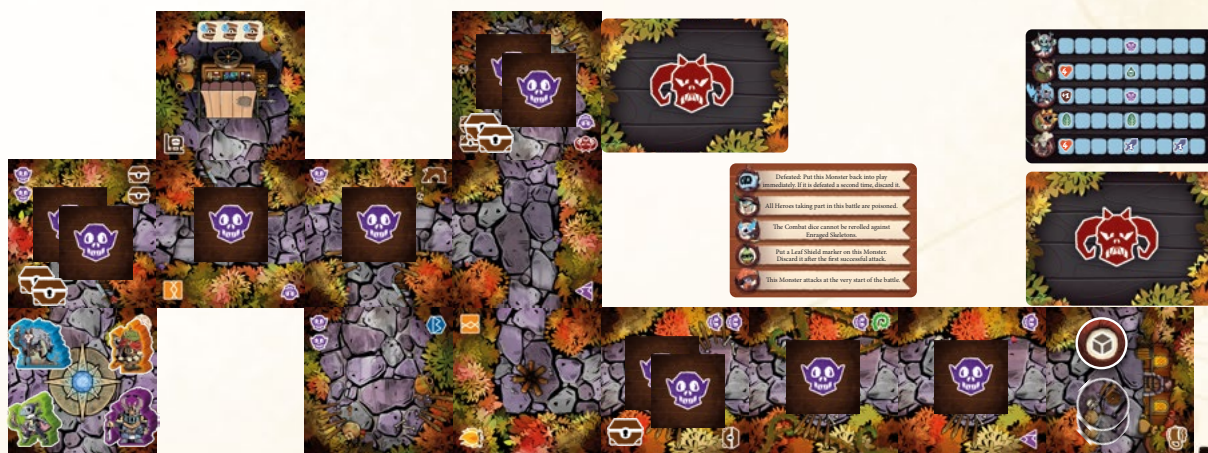 Defeated: Put this Monster back into play
immediately. If it is defeated a second time, discard it.
All Heroes taking part in this battle are poisoned.
The Combat dice cannot be rerolled against
Enraged Skeletons.
Put a Leaf Shield marker on this Monster.
Discard it after the first successful attack.
This Monster attacks at the very start of the battle.